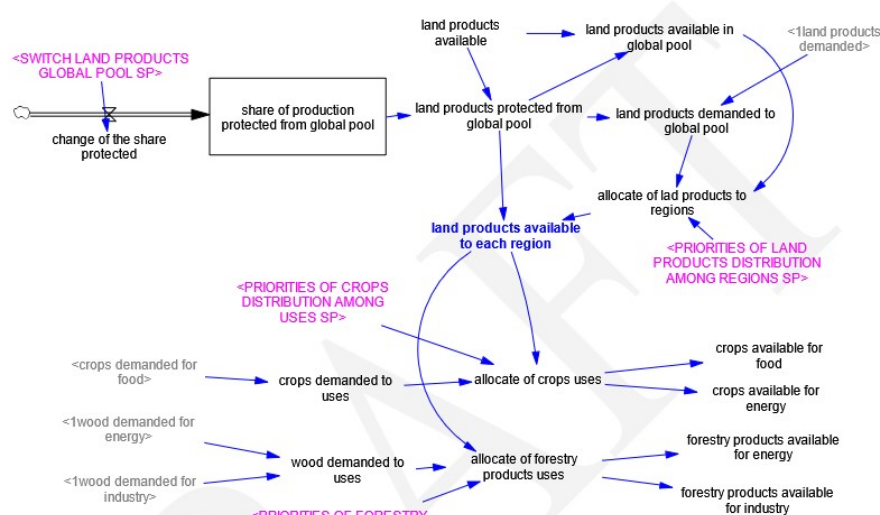 land products
available
land products available in
global pool
<1land products
demanded>
<SWITCH LAND PRODUCTS
GLOBAL POOL SP>
share of production
protected from global pool
land products protected from
global pool
land products demanded to
global pool
change of the share
protected
allocate of lad products to
regions
land products available
to each region
<PRIORITIES OF LAND
PRODUCTS DISTRIBUTION
AMONG REGIONS SP>
<PRIORITIES OF CROPS
DISTRIBUTION AMONG
USES SP>
<crops demanded for
food>
crops demanded to
uses
allocate of crops uses
crops available for
food
crops available for
energy
<1wood demanded for
energy>
<1wood demanded for
industry>
wood demanded to
uses
allocate of forestry
products uses
forestry products available
for energy
forestry products available
for industry
<PRIORITIES OF FORESTRY